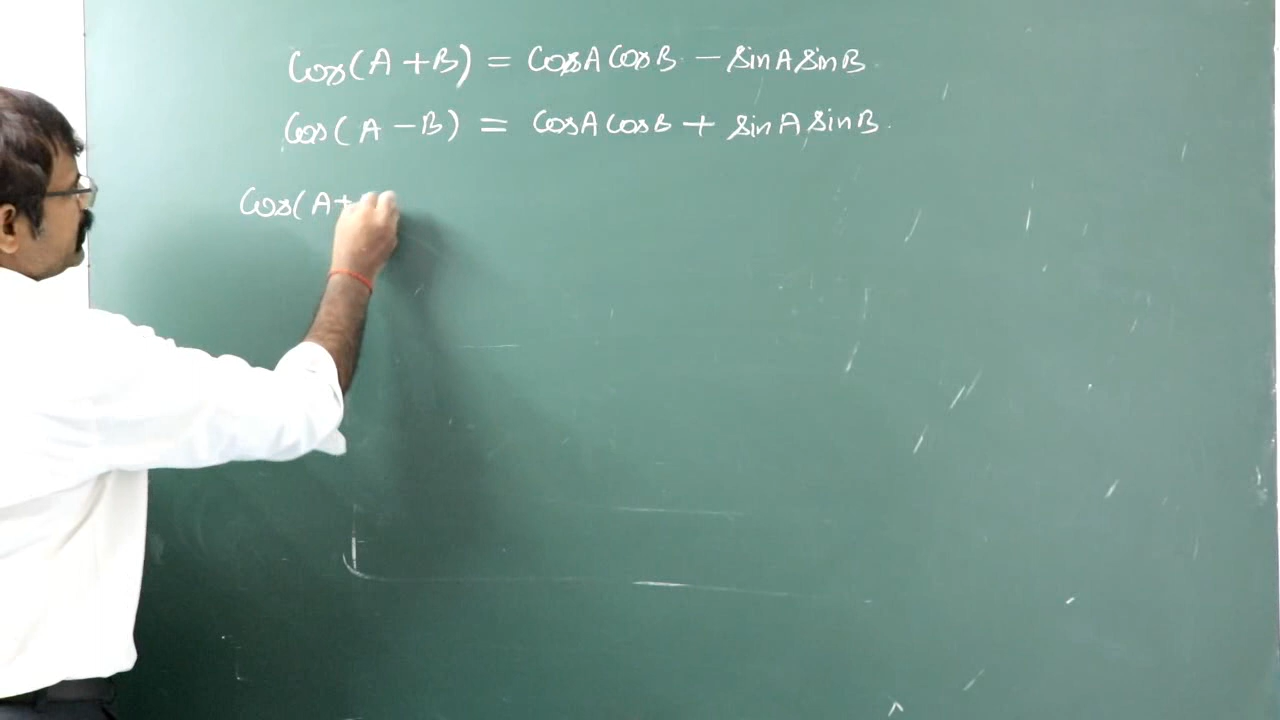 Cos(A+B) = CosA CosB - SinA SinB
Cos(A-B) = CosA CosB + SinA SinB
Cos(A+